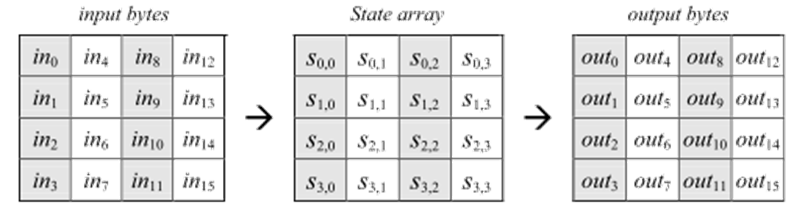 input bytes State array output bytes
in₀ in₄ in₈ in₁₂ S₀,₀ S₀,₁ S₀,₂ S₀,₃ out₀ out₄ out₈ out₁₂
in₁ in₅ in₉ in₁₃ S₁,₀ S₁,₁ S₁,₂ S₁,₃ out₁ out₅ out₉ out₁₃
in₂ in₆ in₁₀ in₁₄ → S₂,₀ S₂,₁ S₂,₂ S₂,₃ → out₂ out₆ out₁₀ out₁₄
in₃ in₇ in₁₁ in₁₅ S₃,₀ S₃,₁ S₃,₂ S₃,₃ out₃ out₇ out₁₁ out₁₅